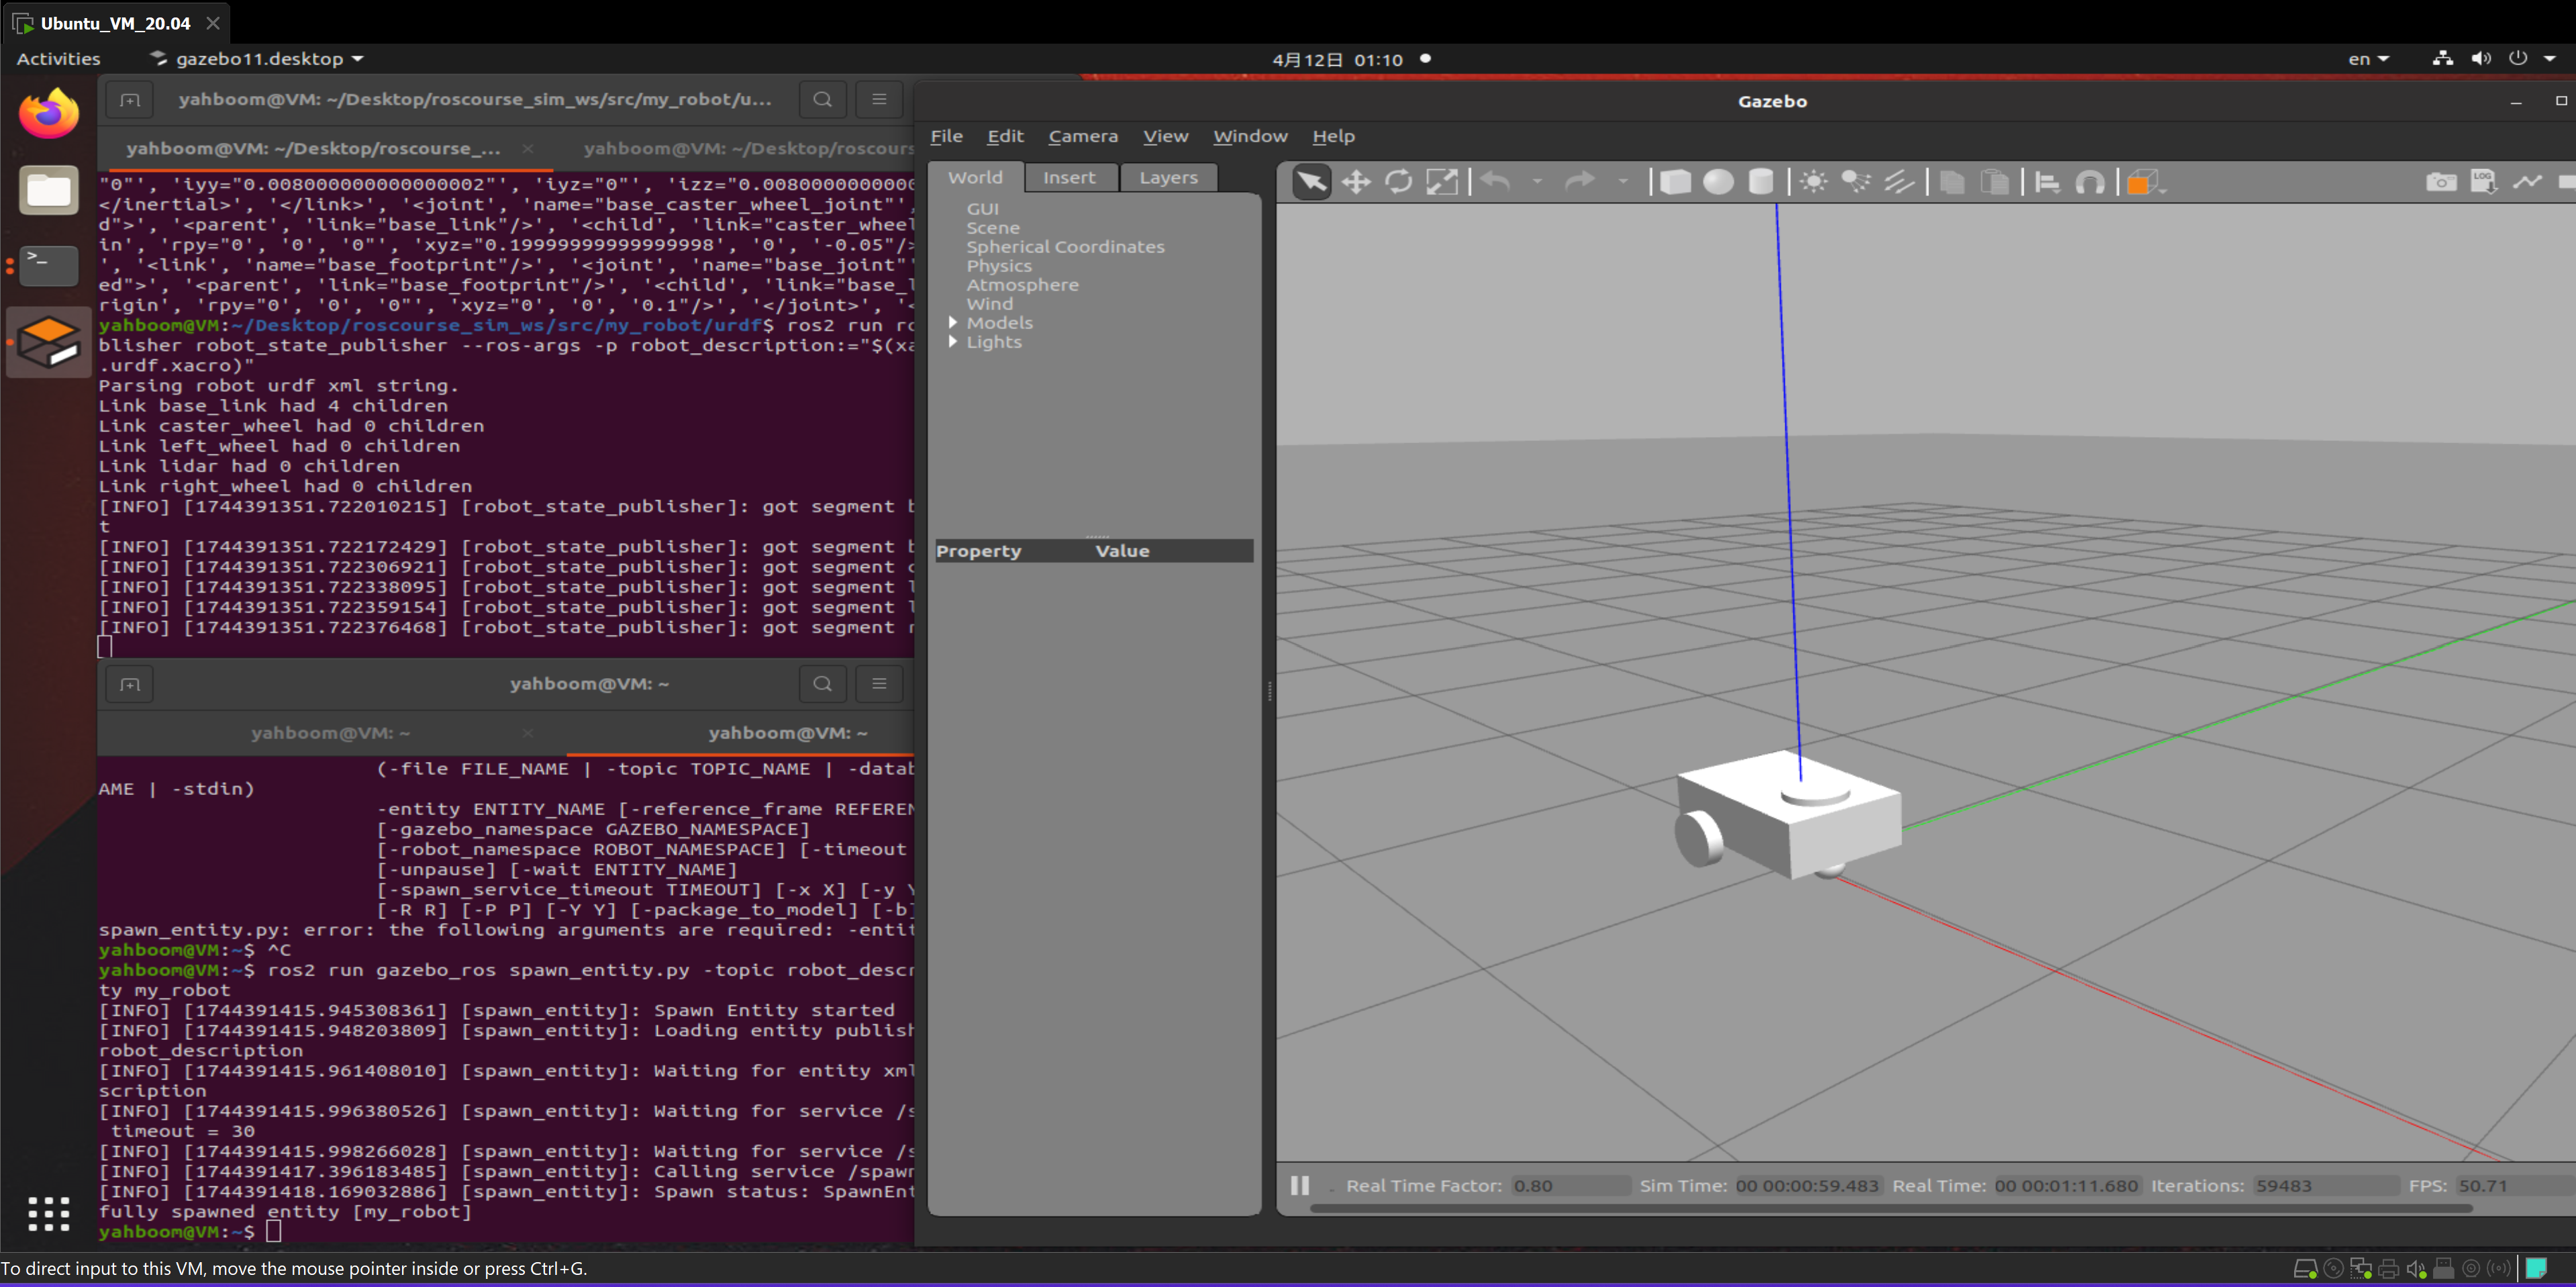 Ubuntu_VM_20.04
Activities
gazebo11.desktop
4月12日 01:10
en
yahboom@VM: ~/Desktop/roscourse_sim_ws/src/my_robot/u...
yahboom@VM: ~/Desktop/roscourse_...
yahboom@VM: ~/Desktop/roscours
"0"', 'iyy="0.008000000000000002"', 'iyz="0"', 'izz="0.0080000000000
</inertial>', '</link>', '<joint', 'name="base_caster_wheel_joint"',
d">', '<parent', 'link="base_link"/>', '<child', 'link="caster_wheel
in', 'rpy="0', '0', '0"', 'xyz="0.19999999999999998', '0', '-0.05"/>
', '<link', 'name="base_footprint"/>', '<joint', 'name="base_joint"'
ed">', '<parent', 'link="base_footprint"/>', '<child', 'link="base_l
rigin', 'rpy="0', '0', '0"', 'xyz="0', '0', '0.1"/>', '</joint>', '<
yahboom@VM:~/Desktop/roscourse_sim_ws/src/my_robot/urdf$ ros2 run ro
blisher robot_state_publisher --ros-args -p robot_description:="$(xa
.urdf.xacro)"
Parsing robot urdf xml string.
Link base_link had 4 children
Link caster_wheel had 0 children
Link left_wheel had 0 children
Link lidar had 0 children
Link right_wheel had 0 children
[INFO] [1744391351.722010215] [robot_state_publisher]: got segment b
t
[INFO] [1744391351.722172429] [robot_state_publisher]: got segment b
[INFO] [1744391351.722306921] [robot_state_publisher]: got segment c
[INFO] [1744391351.722338095] [robot_state_publisher]: got segment l
[INFO] [1744391351.722359154] [robot_state_publisher]: got segment l
[INFO] [1744391351.722376468] [robot_state_publisher]: got segment r
yahboom@VM: ~
yahboom@VM: ~
yahboom@VM: ~
(-file FILE_NAME | -topic TOPIC_NAME | -datab
AME | -stdin)
-entity ENTITY_NAME [-reference_frame REFEREN
[-gazebo_namespace GAZEBO_NAMESPACE]
[-robot_namespace ROBOT_NAMESPACE] [-timeout
[-unpause] [-wait ENTITY_NAME]
[-spawn_service_timeout TIMEOUT] [-x X] [-y Y
[-R R] [-P P] [-Y Y] [-package_to_model] [-b]
spawn_entity.py: error: the following arguments are required: -entit
yahboom@VM:~$ ^C
yahboom@VM:~$ ros2 run gazebo_ros spawn_entity.py -topic robot_descr
ty my_robot
[INFO] [1744391415.945308361] [spawn_entity]: Spawn Entity started
[INFO] [1744391415.948203809] [spawn_entity]: Loading entity publish
robot_description
[INFO] [1744391415.961408010] [spawn_entity]: Waiting for entity xml
scription
[INFO] [1744391415.996380526] [spawn_entity]: Waiting for service /s
timeout = 30
[INFO] [1744391415.998266028] [spawn_entity]: Waiting for service /s
[INFO] [1744391417.396183485] [spawn_entity]: Calling service /spawn
[INFO] [1744391418.169032886] [spawn_entity]: Spawn status: SpawnEnt
fully spawned entity [my_robot]
yahboom@VM:~$
Gazebo
File Edit Camera View Window Help
World Insert Layers
GUI
Scene
Spherical Coordinates
Physics
Atmosphere
Wind
Models
Lights
Property Value
LOG
Real Time Factor: 0.80 Sim Time: 00 00:00:59.483 Real Time: 00 00:01:11.680 Iterations: 59483 FPS: 50.71
To direct input to this VM, move the mouse pointer inside or press Ctrl+G.